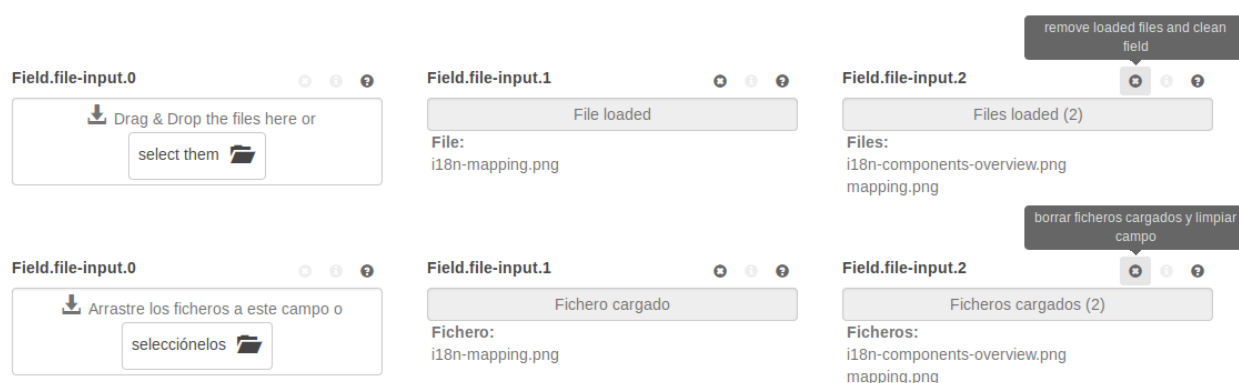 remove loaded files and clean
field
Field.file-input.0
Field.file-input.1
Field.file-input.2
Drag & Drop the files here or
select them
File loaded
File:
i18n-mapping.png
Files loaded (2)
Files:
i18n-components-overview.png
mapping.png
borrar ficheros cargados y limpiar
campo
Field.file-input.0
Field.file-input.1
Field.file-input.2
Arrastre los ficheros a este campo o
selecciónelos
Fichero cargado
Fichero:
i18n-mapping.png
Ficheros cargados (2)
Ficheros:
i18n-components-overview.png
mapping.png